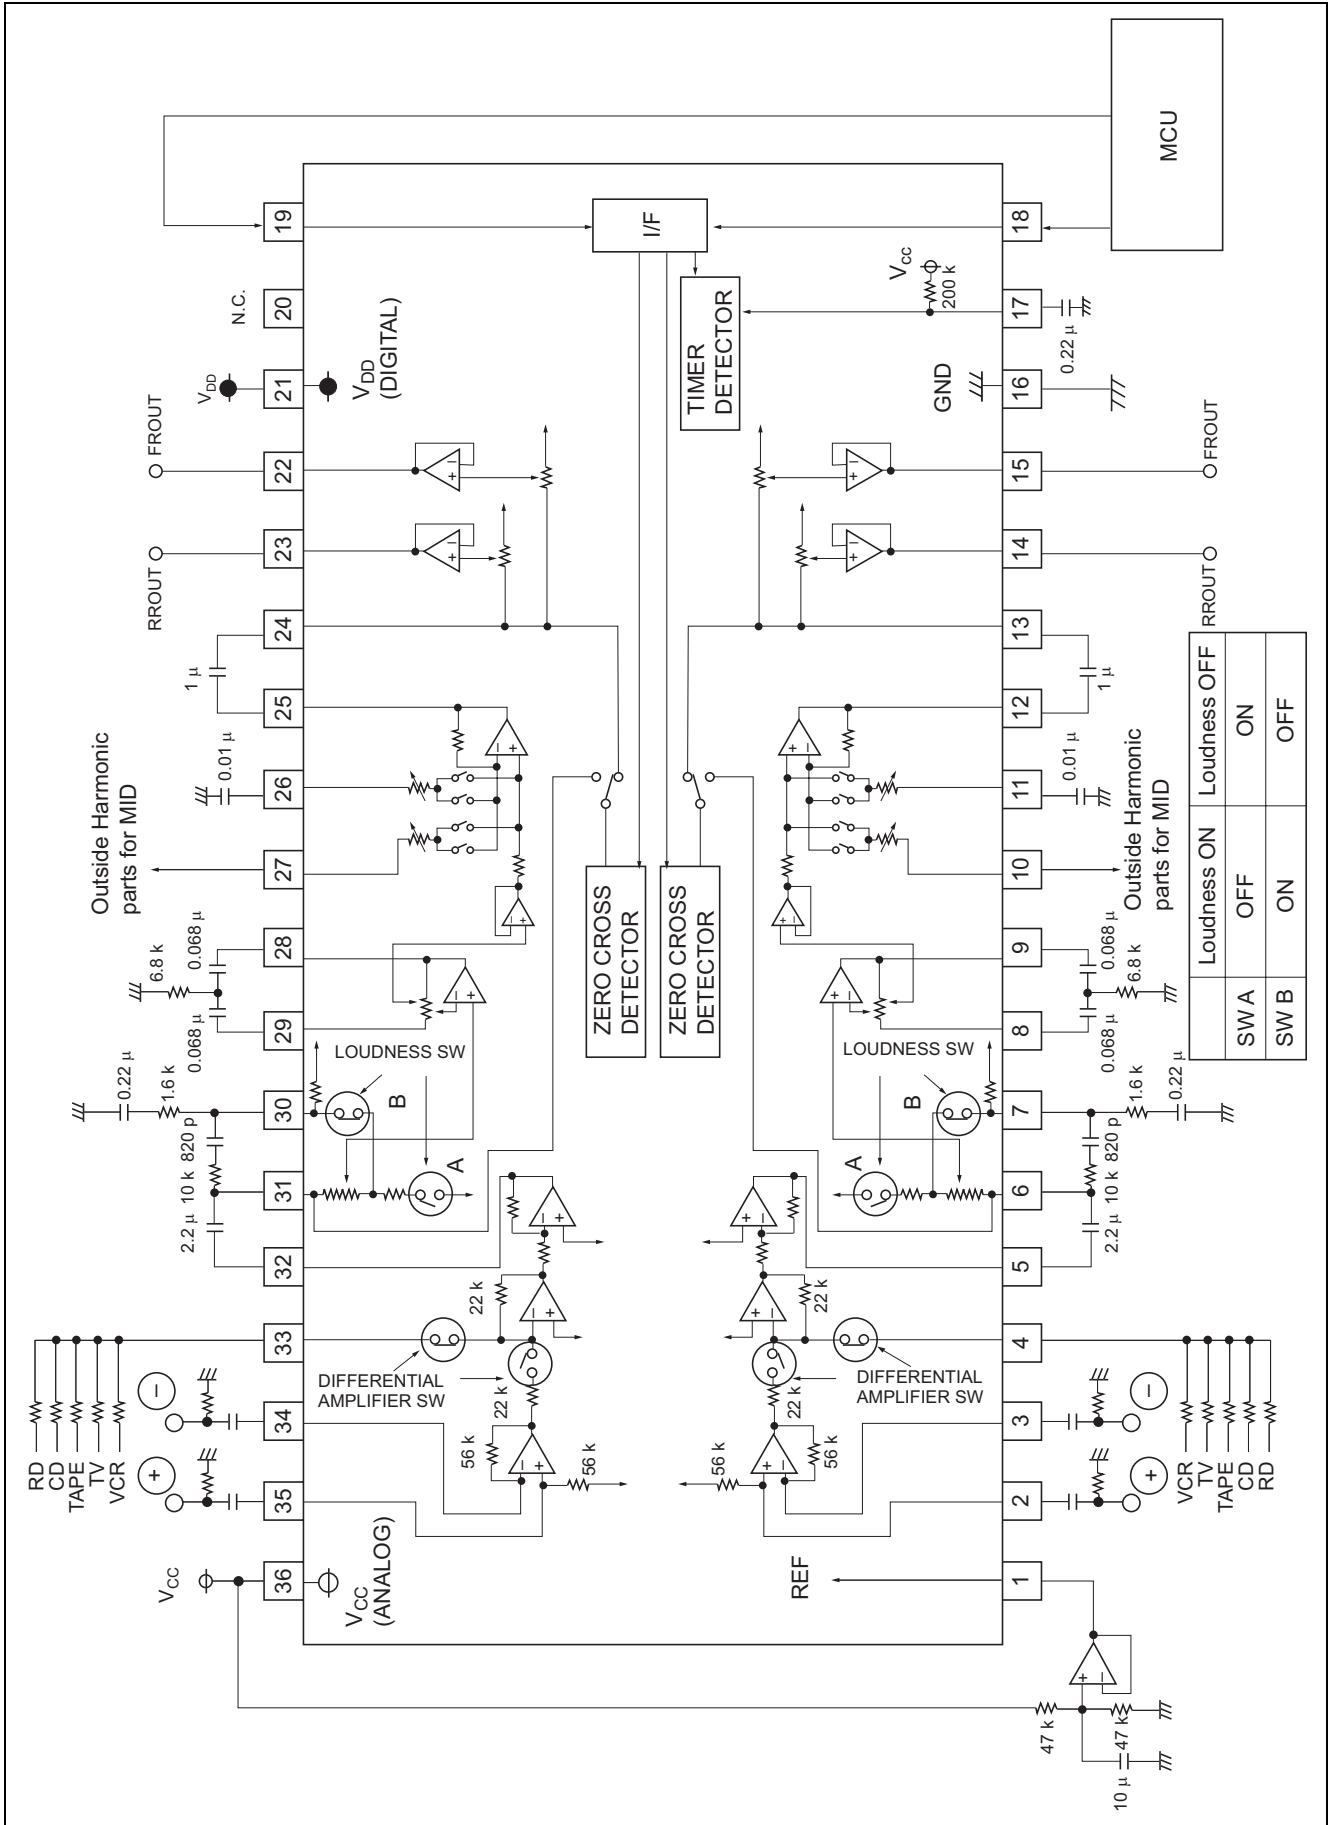 MCU
19
20
21
22
23
24
25
26
27
28
29
30
31
32
33
34
35
36
N.C.
V_DD
FROUT
RROUT
1 µ
0.01 µ
Outside Harmonic
parts for MID
0.068 µ
6.8 k
0.068 µ
0.22 µ
1.6 k
820 p
10 k
2.2 µ
RD
CD
TAPE
TV
VCR
−
+
V_CC
I/F
V_DD
(DIGITAL)
TIMER
DETECTOR
V_CC
200 k
GND
ZERO CROSS
DETECTOR
ZERO CROSS
DETECTOR
LOUDNESS SW
B
A
LOUDNESS SW
B
A
22 k
DIFFERENTIAL
AMPLIFIER SW
22 k
56 k
56 k
22 k
DIFFERENTIAL
AMPLIFIER SW
22 k
56 k
56 k
V_CC
(ANALOG)
REF
18
17
16
15
14
13
12
11
10
9
8
7
6
5
4
3
2
1
0.22 µ
FROUT
RROUT
1 µ
0.01 µ
Outside Harmonic
parts for MID
0.068 µ
6.8 k
0.068 µ
1.6 k
0.22 µ
820 p
10 k
2.2 µ
−
+
VCR
TV
TAPE
CD
RD
47 k
47 k
10 µ
Loudness ON Loudness OFF
SW A OFF ON
SW B ON OFF